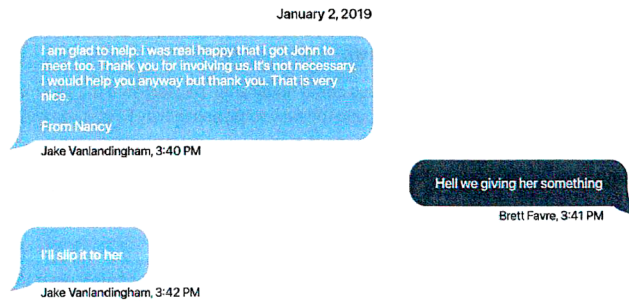 January 2, 2019
I am glad to help. I was real happy that I got John to
meet too. Thank you for involving us. It's not necessary.
I would help you anyway but thank you. That is very
nice.
From Nancy
Jake Vanlandingham, 3:40 PM
Hell we giving her something
Brett Favre, 3:41 PM
I'll slip it to her
Jake Vanlandingham, 3:42 PM